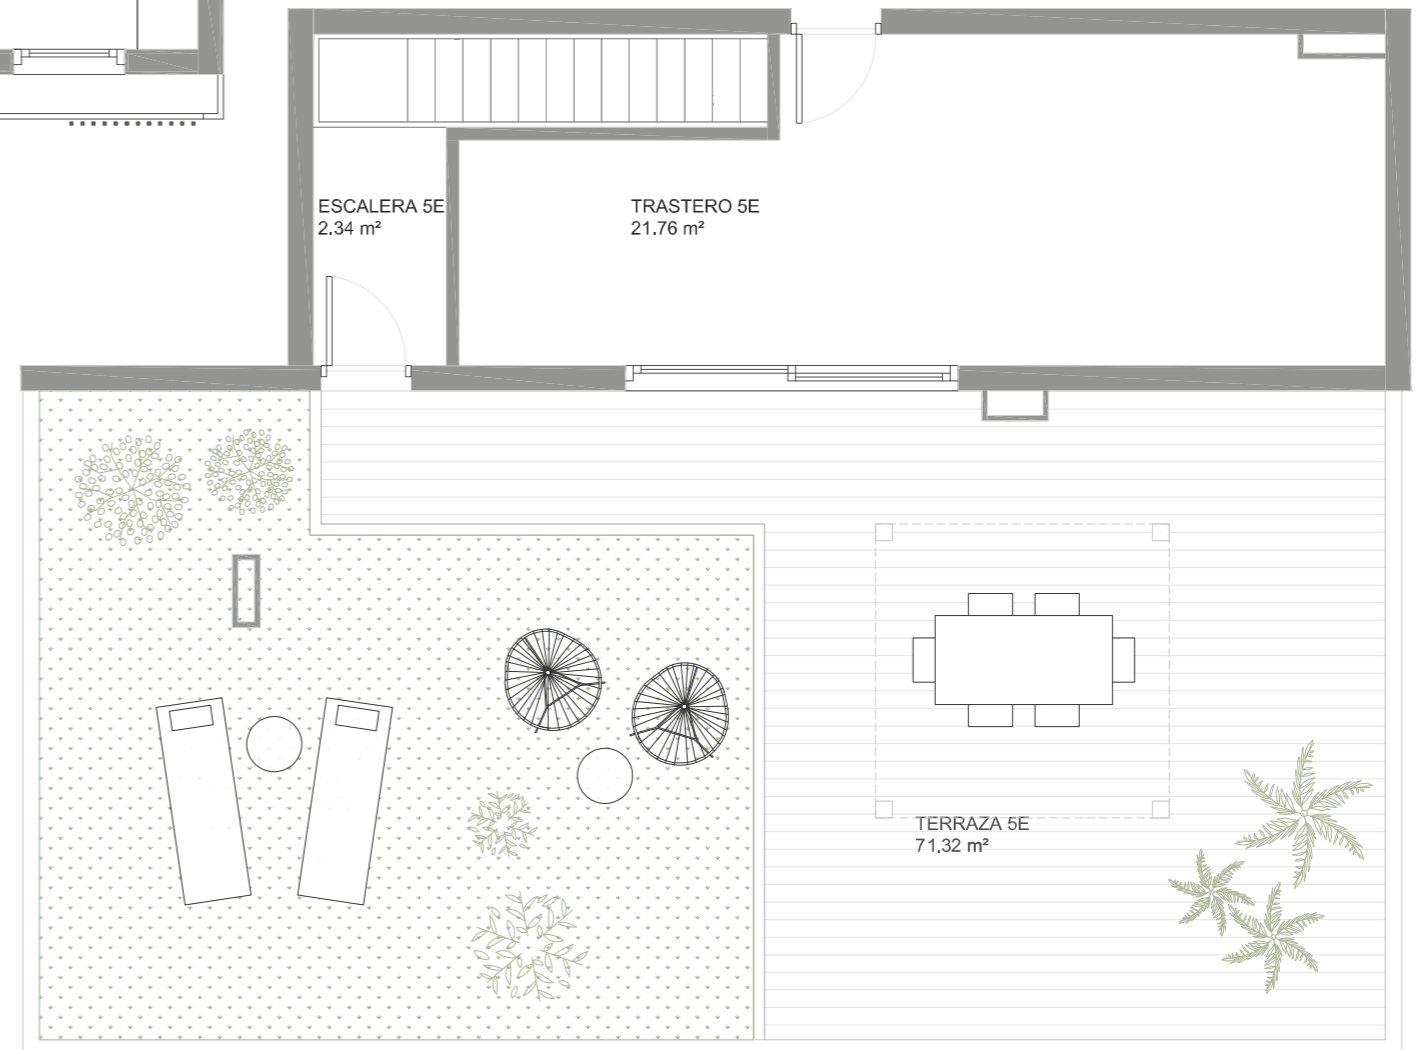 ESCALERA 5E
2.34 m²
TRASTERO 5E
21.76 m²
TERRAZA 5E
71,32 m²